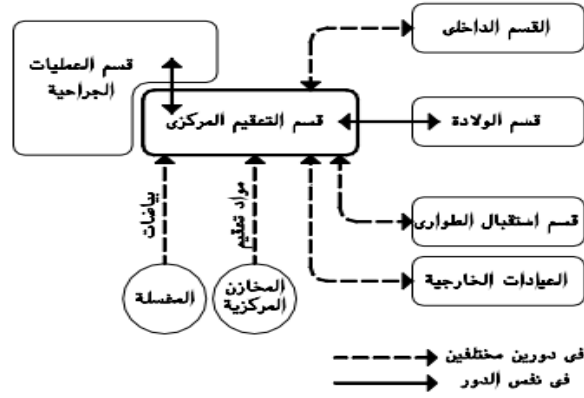 القسم الداخلى
قسم العمليات
الجراحية
قسم التعقيم المركزى
قسم الولادة
بياضات
مواد تعقيم
قسم استقبال الطوارى
المغسلة
المخازن
المركزية
العيادات الخارجية
فى دورين مختلفين
فى نفس الدور